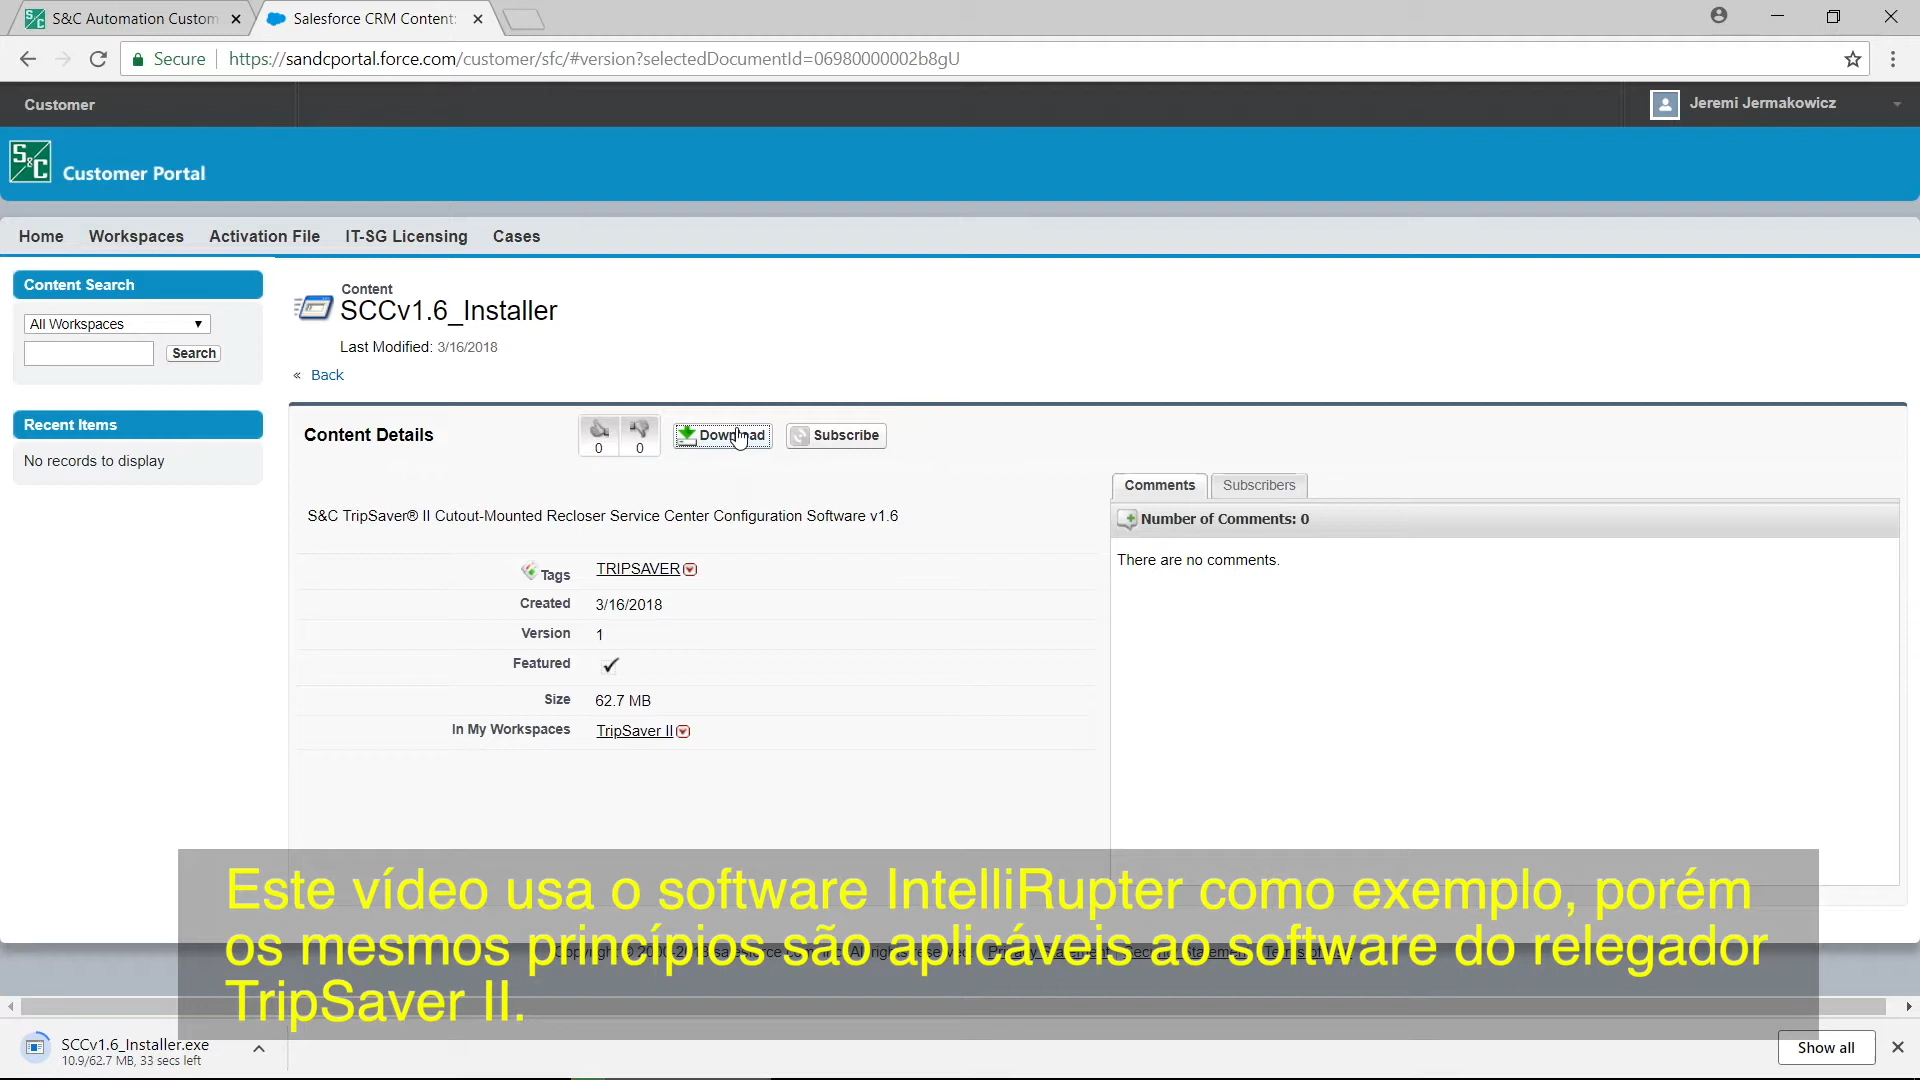 S&C Automation Custom
Salesforce CRM Content:
Secure
https://sandcportal.force.com/customer/sfc/#version?selectedDocumentId=06980000002b8gU
Customer
Jeremi Jermakowicz
S&C
Customer Portal
Home
Workspaces
Activation File
IT-SG Licensing
Cases
Content Search
All Workspaces
Search
Recent Items
No records to display
Content
SCCv1.6_Installer
Last Modified: 3/16/2018
« Back
Content Details
0
0
Download
Subscribe
S&C TripSaver® II Cutout-Mounted Recloser Service Center Configuration Software v1.6
Tags TRIPSAVER
Created 3/16/2018
Version 1
Featured
Size 62.7 MB
In My Workspaces TripSaver II
Comments
Subscribers
Number of Comments: 0
There are no comments.
Este vídeo usa o software IntelliRupter como exemplo, porém
os mesmos princípios são aplicáveis ao software do relegador
TripSaver II.
SCCv1.6_Installer.exe
10.9/62.7 MB, 33 secs left
Show all